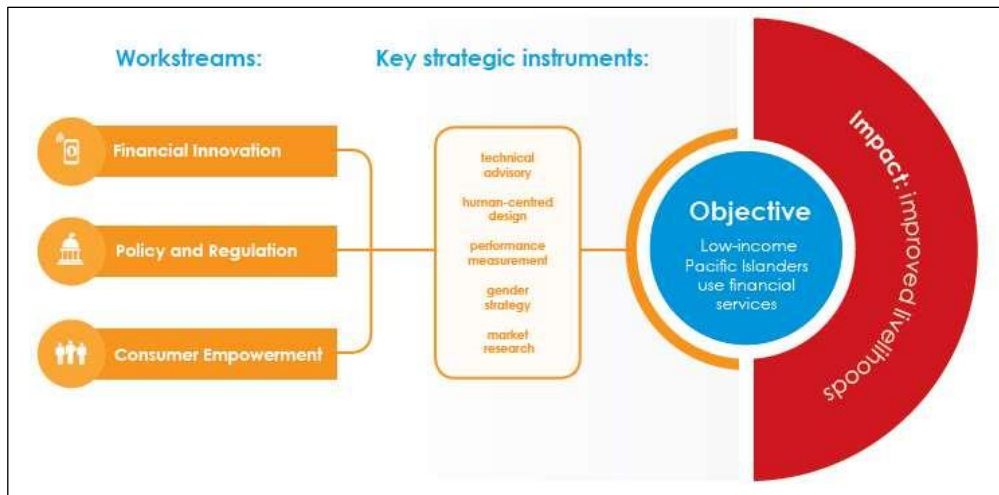 Workstreams:
Key strategic instruments:
Financial Innovation
Policy and Regulation
Consumer Empowerment
technical
advisory
human-centred
design
performance
measurement
gender
strategy
market
research
Objective
Low-income
Pacific Islanders
use financial
services
Impact: improved livelihoods